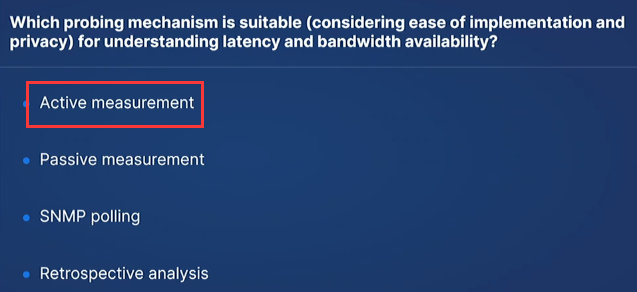 Which probing mechanism is suitable (considering ease of implementation and
privacy) for understanding latency and bandwidth availability?
Active measurement
Passive measurement
SNMP polling
Retrospective analysis